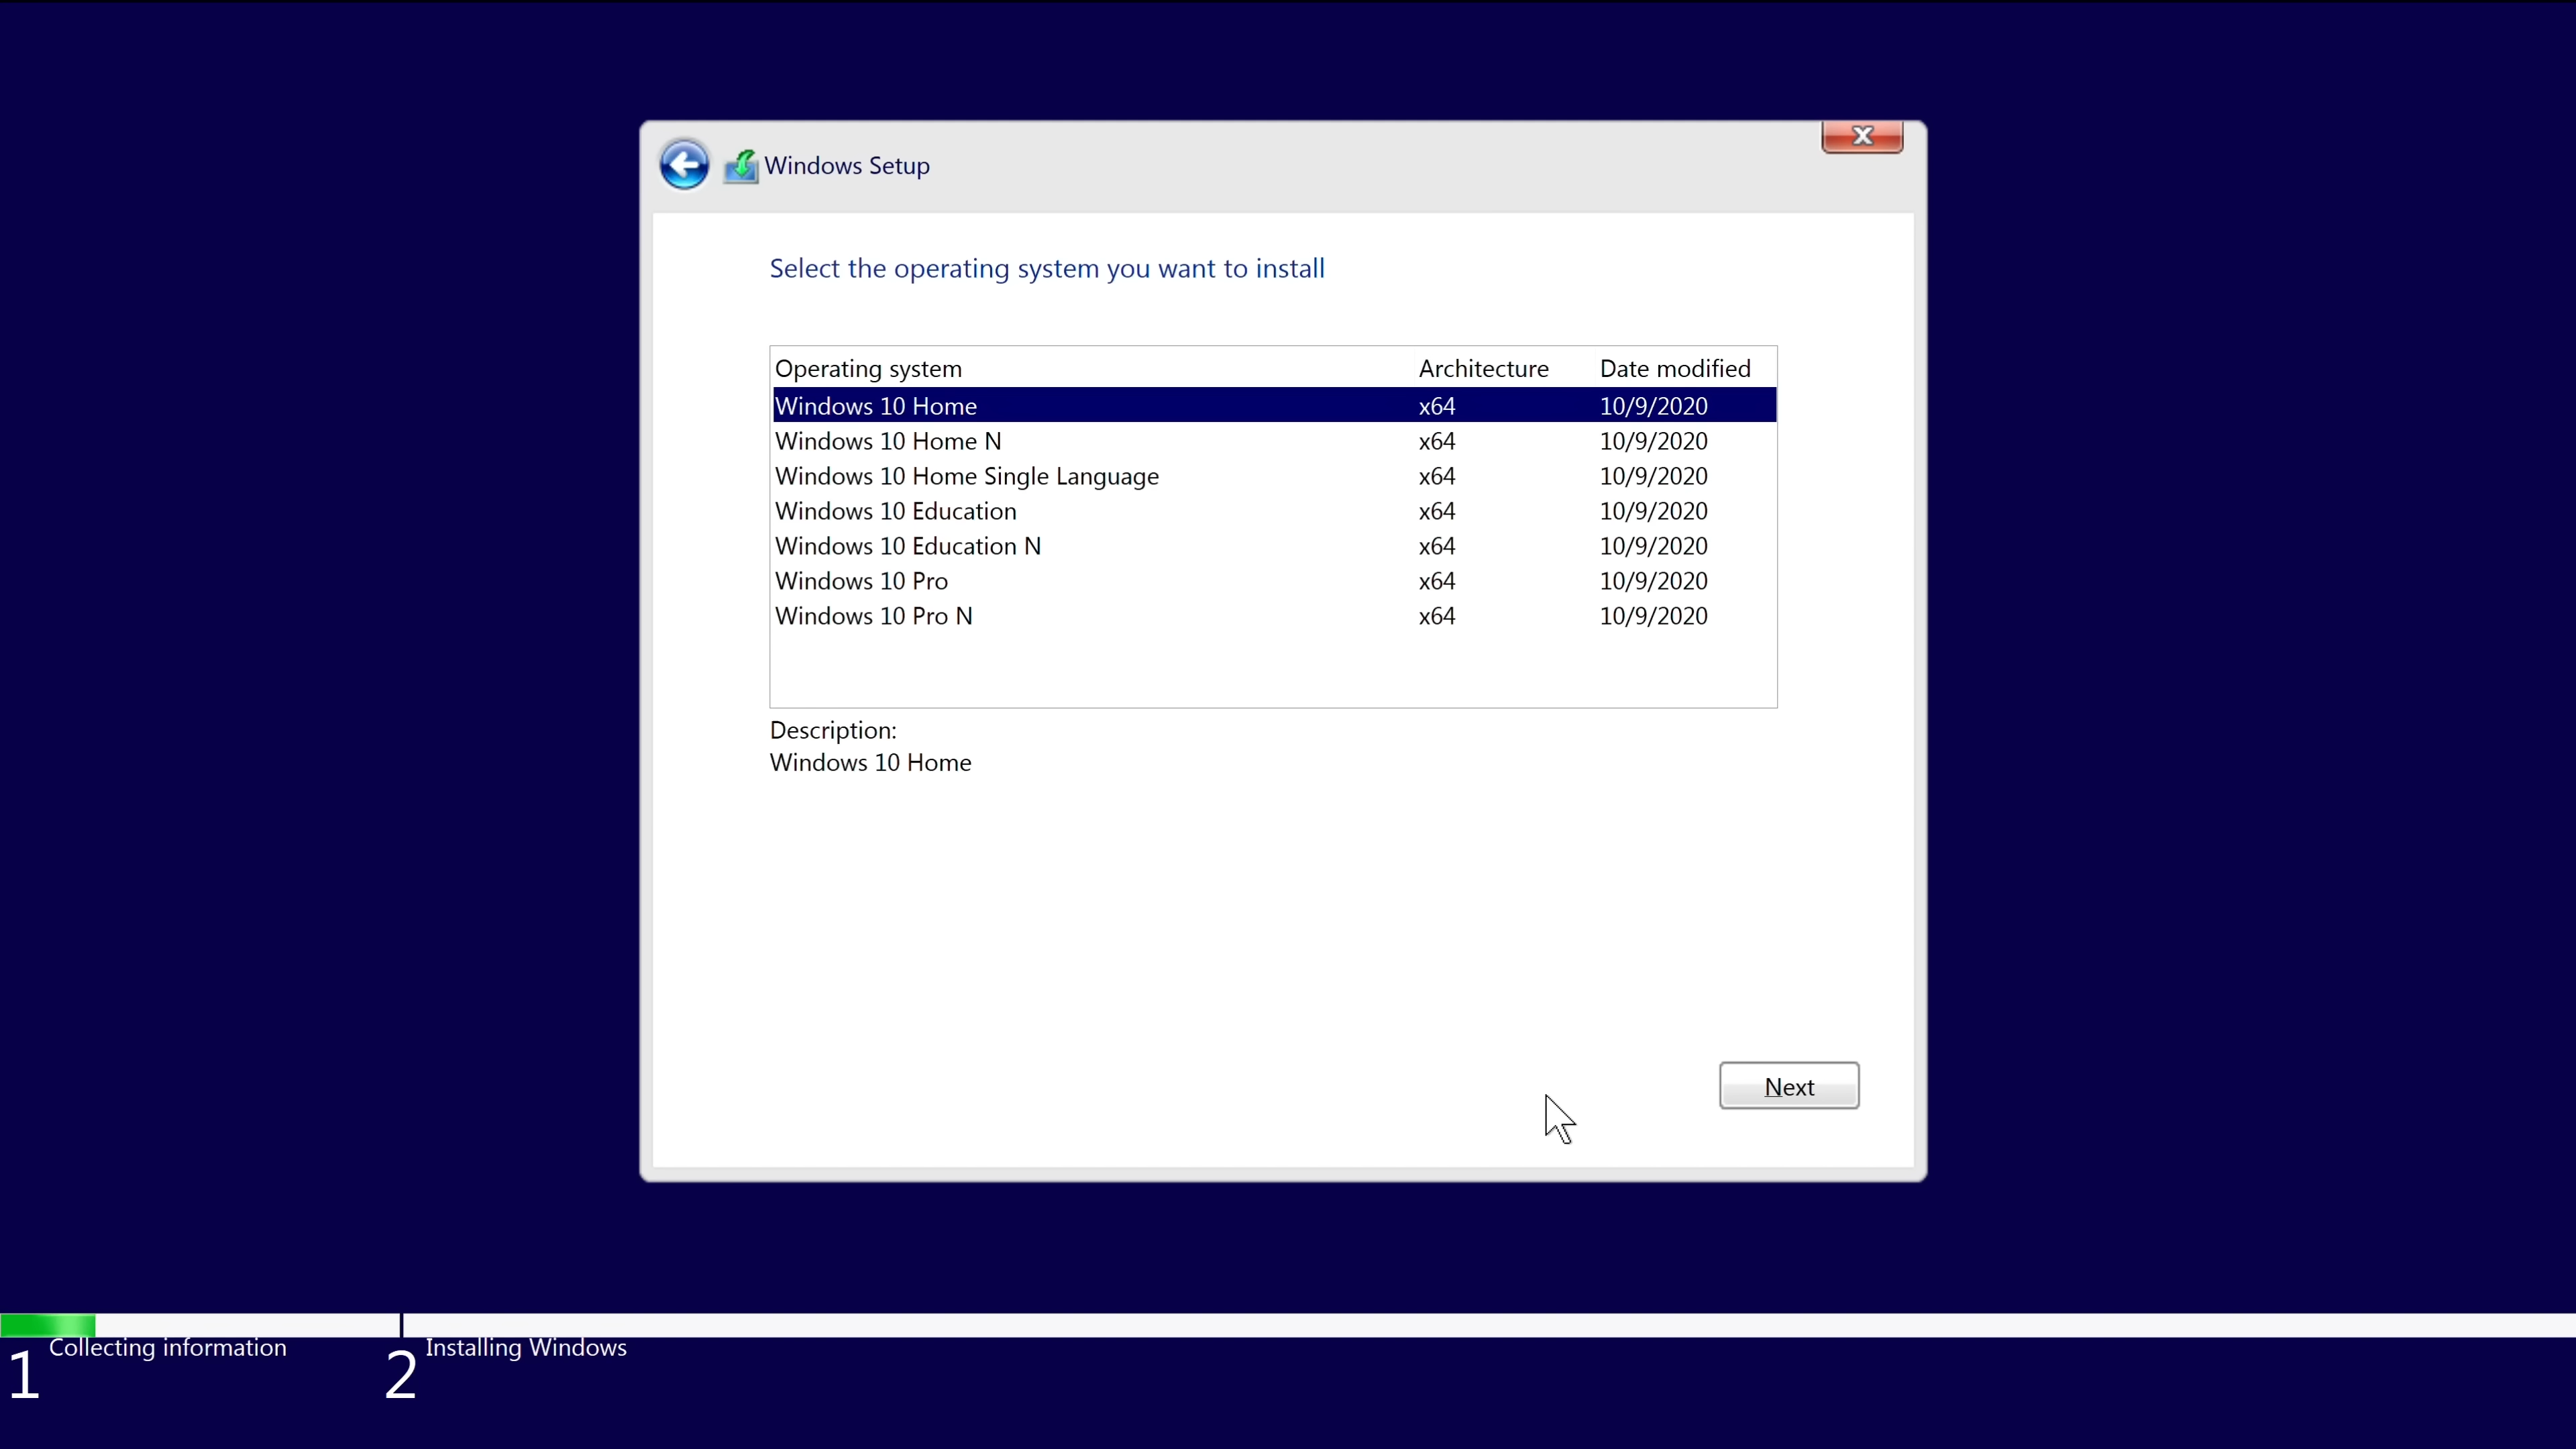 Windows Setup
Select the operating system you want to install
Operating system Architecture Date modified
Windows 10 Home x64 10/9/2020
Windows 10 Home N x64 10/9/2020
Windows 10 Home Single Language x64 10/9/2020
Windows 10 Education x64 10/9/2020
Windows 10 Education N x64 10/9/2020
Windows 10 Pro x64 10/9/2020
Windows 10 Pro N x64 10/9/2020
Description:
Windows 10 Home
Next
1 Collecting information 2 Installing Windows